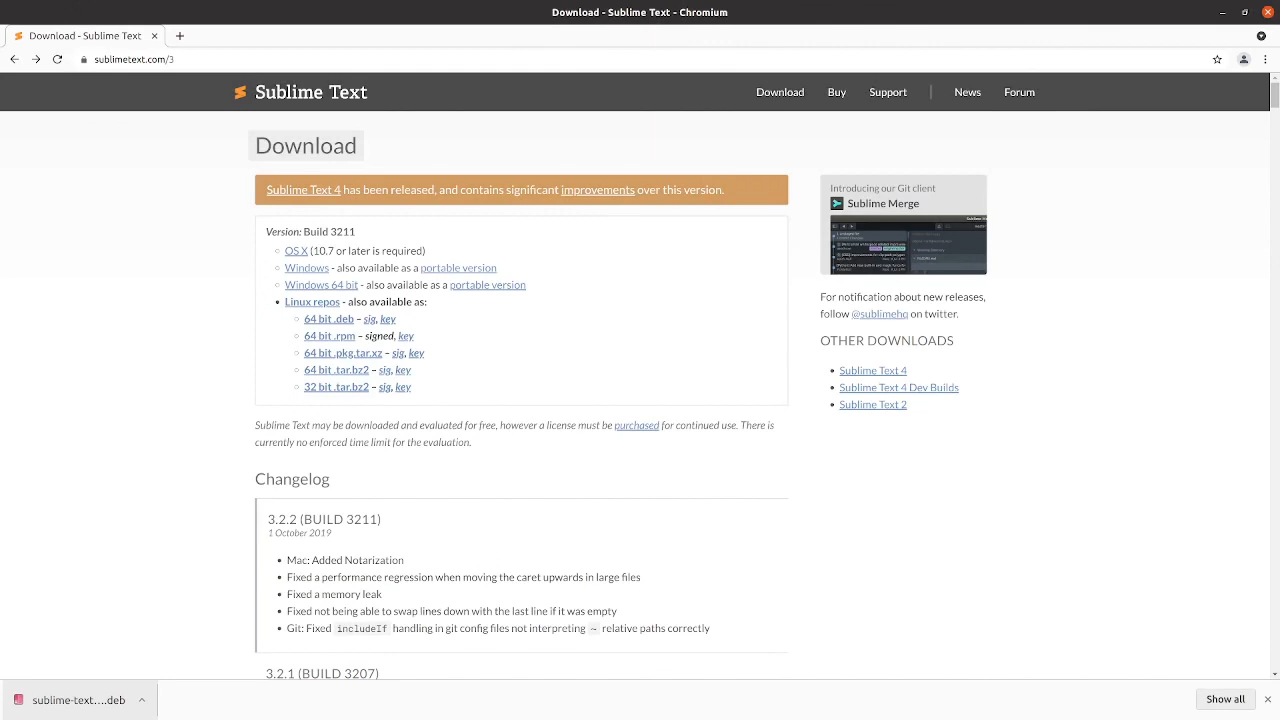 Download - Sublime Text - Chromium
Download - Sublime Text
sublimetext.com/3
Sublime Text
Download
Buy
Support
News
Forum
Download
Sublime Text 4 has been released, and contains significant improvements over this version.
Version: Build 3211
OS X (10.7 or later is required)
Windows - also available as a portable version
Windows 64 bit - also available as a portable version
Linux repos - also available as:
64 bit .deb – sig, key
64 bit .rpm – signed, key
64 bit .pkg.tar.xz – sig, key
64 bit .tar.bz2 – sig, key
32 bit .tar.bz2 – sig, key
Sublime Text may be downloaded and evaluated for free, however a license must be purchased for continued use. There is
currently no enforced time limit for the evaluation.
Changelog
3.2.2 (BUILD 3211)
1 October 2019
Mac: Added Notarization
Fixed a performance regression when moving the caret upwards in large files
Fixed a memory leak
Fixed not being able to swap lines down with the last line if it was empty
Git: Fixed includeIf handling in git config files not interpreting ~ relative paths correctly
3.2.1 (BUILD 3207)
Introducing our Git client
Sublime Merge
For notification about new releases,
follow @sublimehq on twitter.
OTHER DOWNLOADS
Sublime Text 4
Sublime Text 4 Dev Builds
Sublime Text 2
sublime-text....deb
Show all